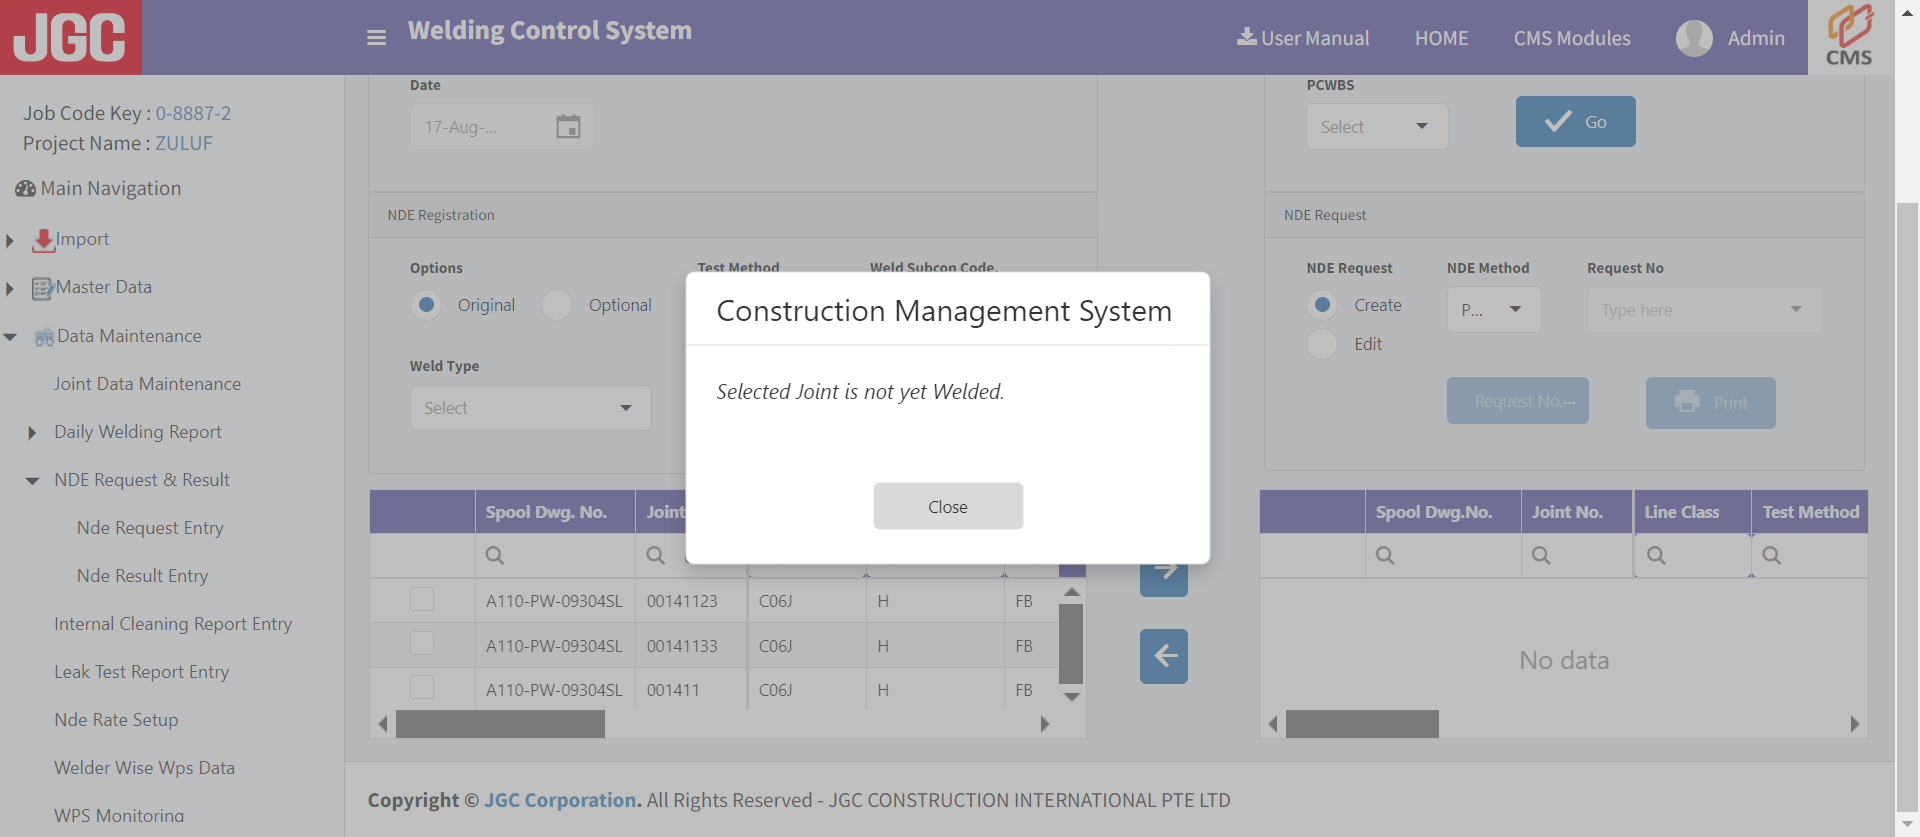 JGC
Welding Control System
User Manual
HOME
CMS Modules
Admin
CMS
Job Code Key : 0-8887-2
Project Name : ZULUF
Main Navigation
Import
Master Data
Data Maintenance
Joint Data Maintenance
Daily Welding Report
NDE Request & Result
Nde Request Entry
Nde Result Entry
Internal Cleaning Report Entry
Leak Test Report Entry
Nde Rate Setup
Welder Wise Wps Data
WPS Monitoring
Date
17-Aug-...
PCWBS
Select
Go
NDE Registration
Options
Test Method
Weld Subcon Code.
Original
Optional
Weld Type
Select
NDE Request
NDE Request
NDE Method
Request No
Create
P...
Type here
Edit
Request No....
Print
Construction Management System
Selected Joint is not yet Welded.
Close
Spool Dwg. No. Joint
A110-PW-09304SL 00141123 C06J H FB
A110-PW-09304SL 00141133 C06J H FB
A110-PW-09304SL 001411 C06J H FB
Spool Dwg.No. Joint No. Line Class Test Method
No data
Copyright © JGC Corporation. All Rights Reserved - JGC CONSTRUCTION INTERNATIONAL PTE LTD